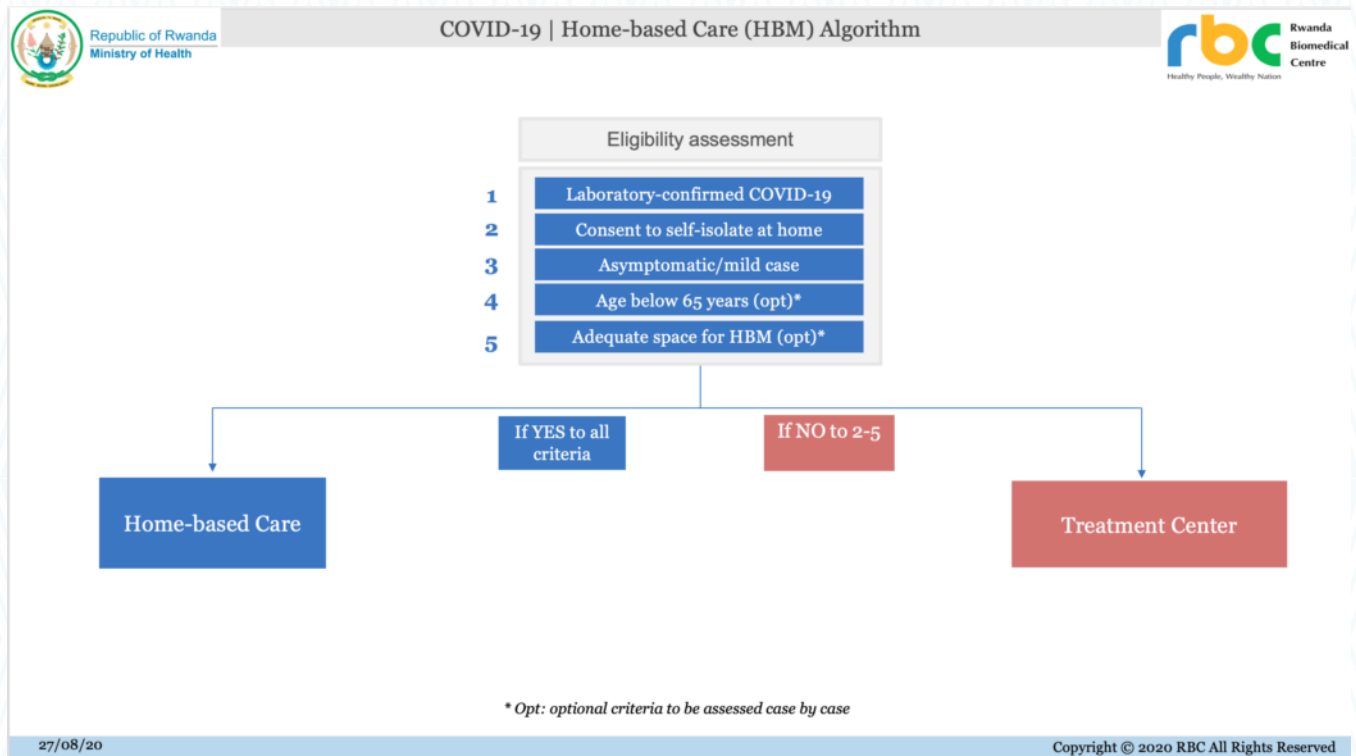 Republic of Rwanda
Ministry of Health
COVID-19 | Home-based Care (HBM) Algorithm
rbc
Rwanda
Biomedical
Centre
Healthy People, Wealthy Nation
Eligibility assessment
1 Laboratory-confirmed COVID-19
2 Consent to self-isolate at home
3 Asymptomatic/mild case
4 Age below 65 years (opt)*
5 Adequate space for HBM (opt)*
If YES to all
criteria
If NO to 2-5
Home-based Care
Treatment Center
* Opt: optional criteria to be assessed case by case
27/08/20
Copyright © 2020 RBC All Rights Reserved